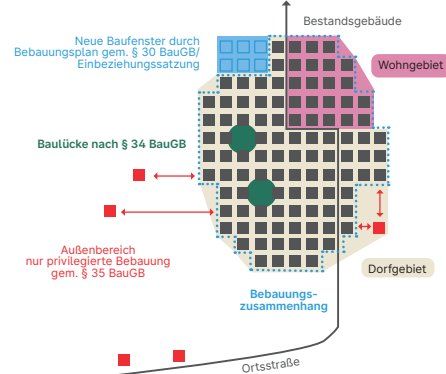 Bestandsgebäude
Neue Baufenster durch
Bebauungsplan gem. § 30 BauGB/
Einbeziehungssatzung
Wohngebiet
Baulücke nach § 34 BauGB
Außenbereich
nur privilegierte Bebauung
gem. § 35 BauGB
Dorfgebiet
Bebauungs-
zusammenhang
Ortsstraße